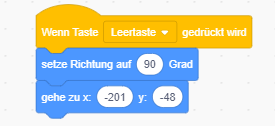 Wenn Taste Leertaste gedrückt wird
setze Richtung auf 90 Grad
gehe zu x: -201 y: -48